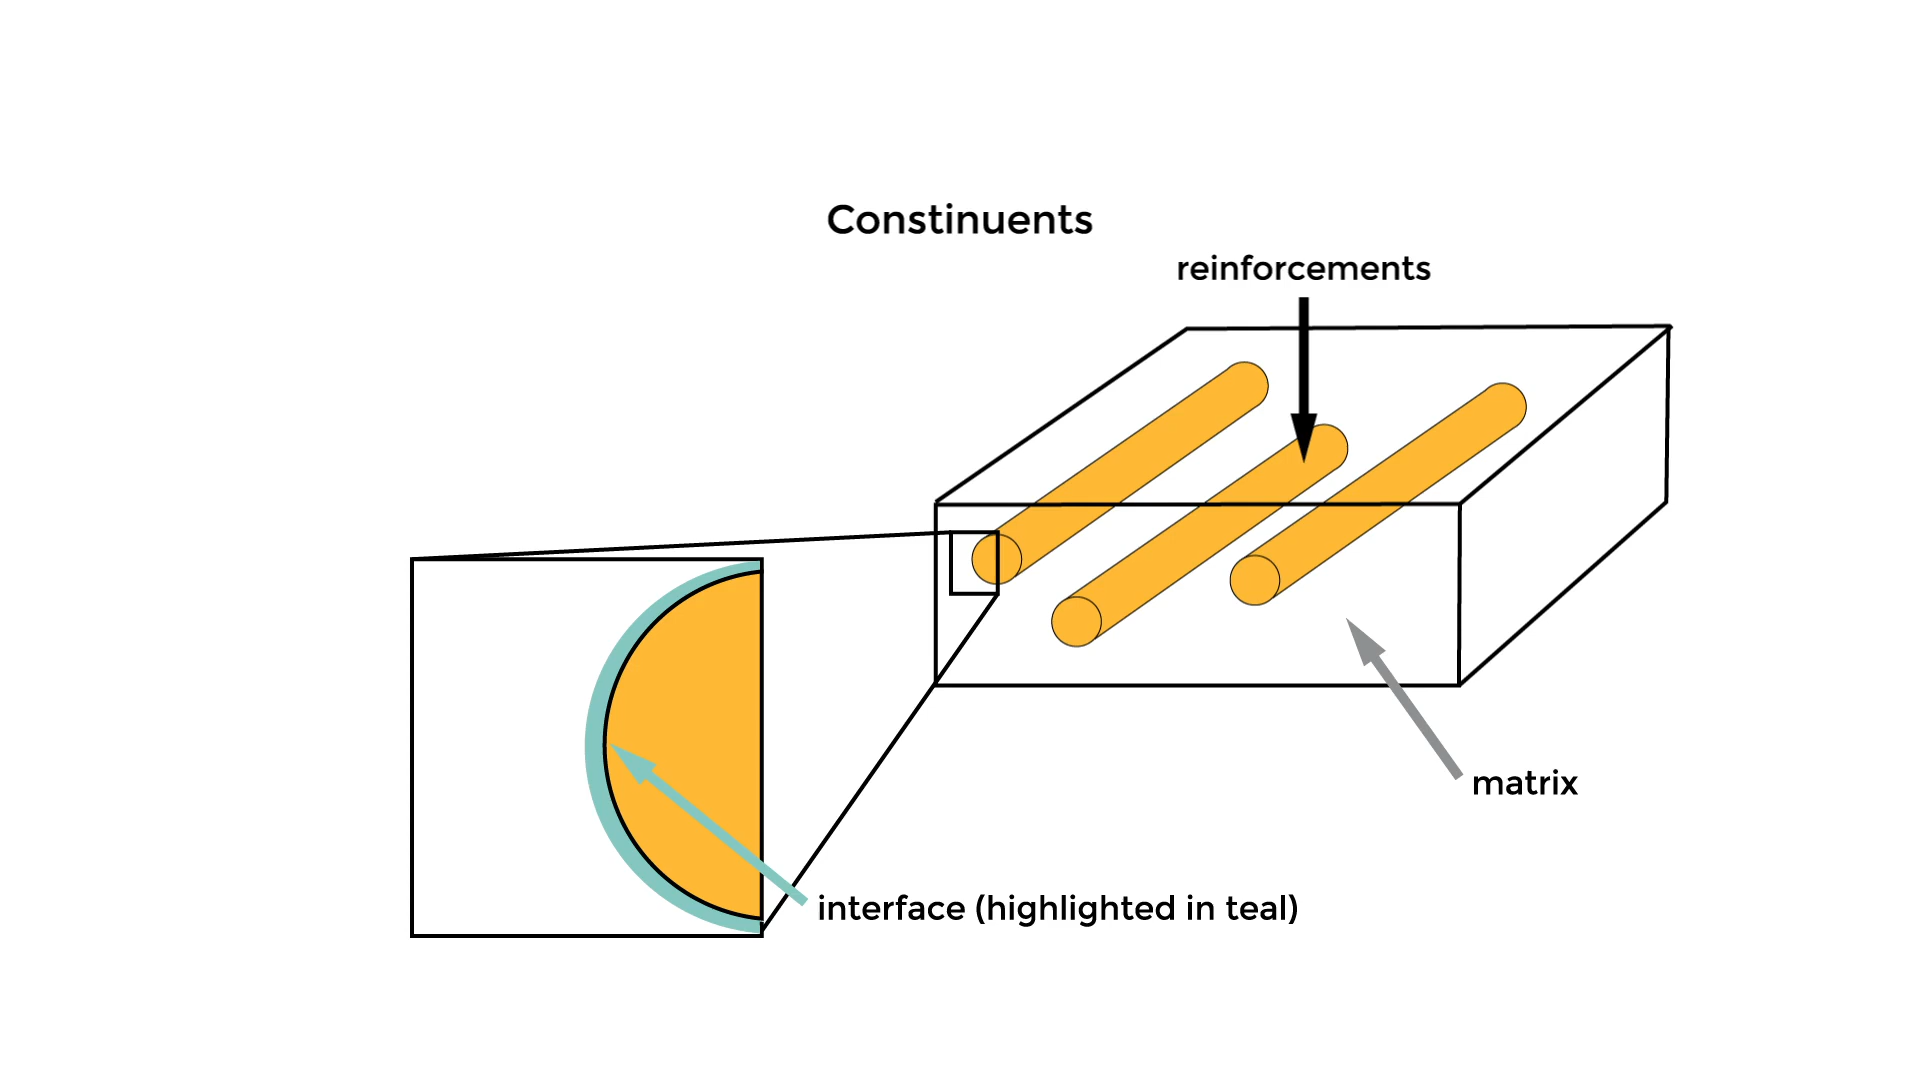 Constinuents
reinforcements
matrix
interface (highlighted in teal)